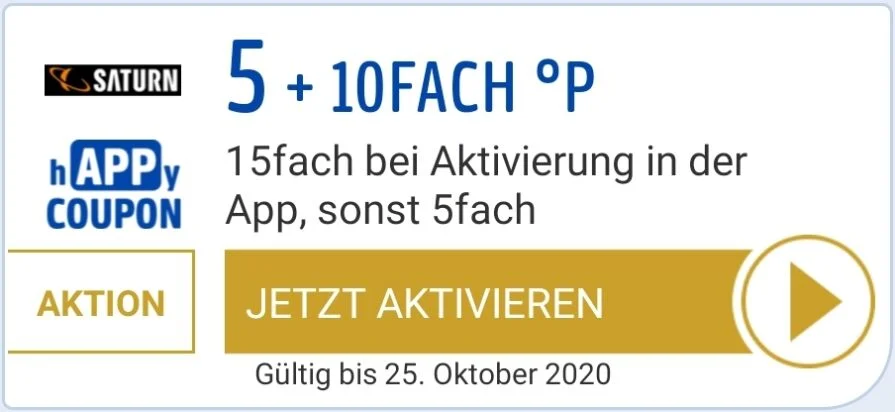 SATURN
5 + 10FACH °P
hAPPy
COUPON
15fach bei Aktivierung in der
App, sonst 5fach
AKTION
JETZT AKTIVIEREN
Gültig bis 25. Oktober 2020